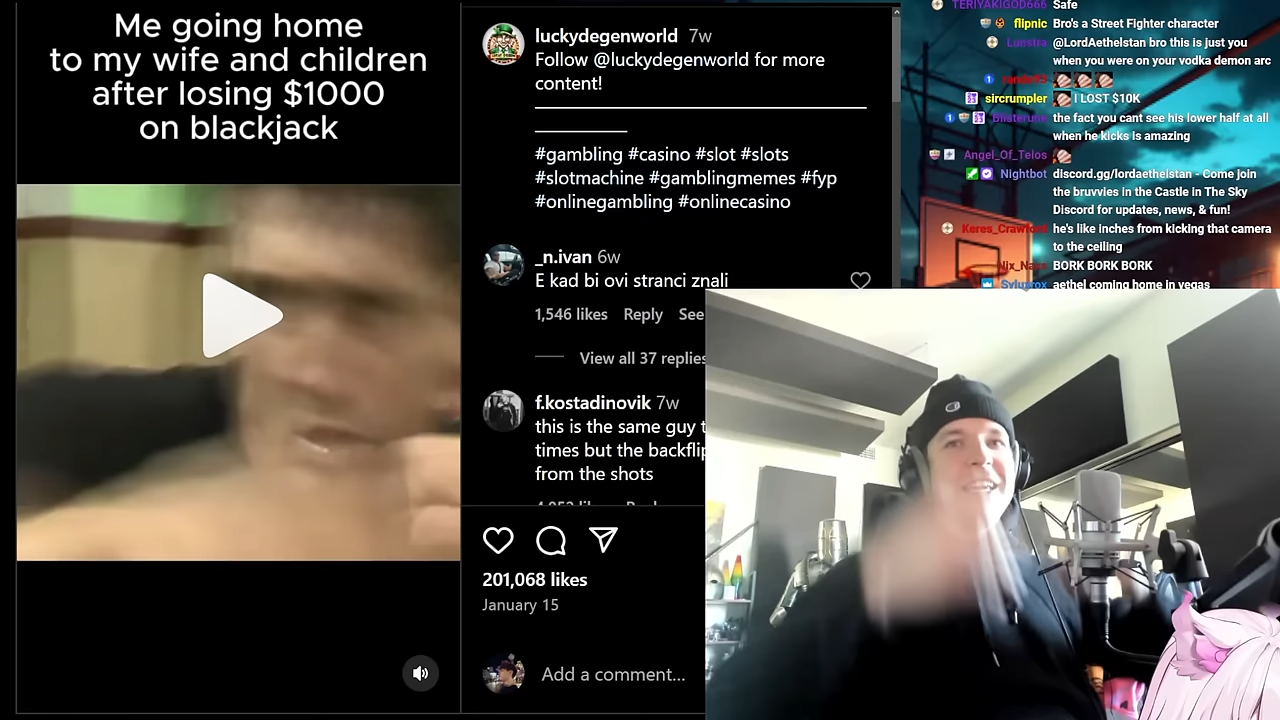 Me going home
to my wife and children
after losing $1000
on blackjack
luckydegenworld 7w
Follow @luckydegenworld for more
content!
#gambling #casino #slot #slots
#slotmachine #gamblingmemes #fyp
#onlinegambling #onlinecasino
_n.ivan 6w
E kad bi ovi stranci znali
1,546 likes Reply See
View all 37 replies
f.kostadinovik 7w
this is the same guy t
times but the backflip
from the shots
201,068 likes
January 15
Add a comment...
TERIYAKIGOD666 Safe
flipnic Bro's a Street Fighter character
Lunstra @LordAethelstan bro this is just you
when you were on your vodka demon arc
sircrumpler I LOST $10K
the fact you cant see his lower half at all
when he kicks is amazing
Angel_Of_Telos
Nightbot discord.gg/lordaethelstan - Come join
the bruvvies in the Castle in The Sky
Discord for updates, news, & fun!
Keres_Crawford he's like inches from kicking that camera
to the ceiling
BORK BORK BORK
aethel coming home in vegas